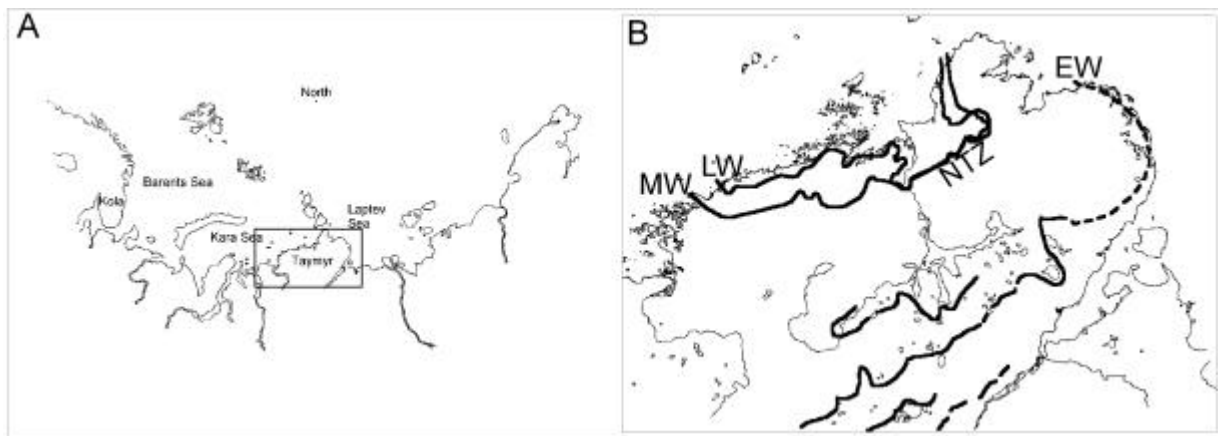 A
North
Barents Sea
Kola
Laptev
Sea
Kara Sea
Taymyr
B
EW
LW
MW
NTZ